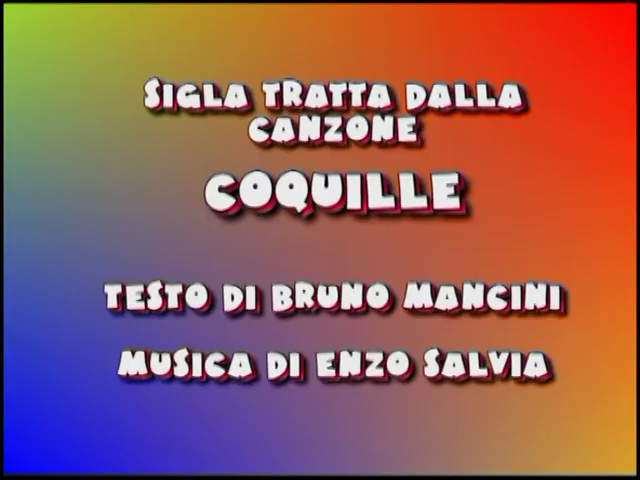 SIGLA TRATTA DALLA
CANZONE
COQUILLE
TESTO DI BRUNO MANCINI
MUSICA DI ENZO SALVIA